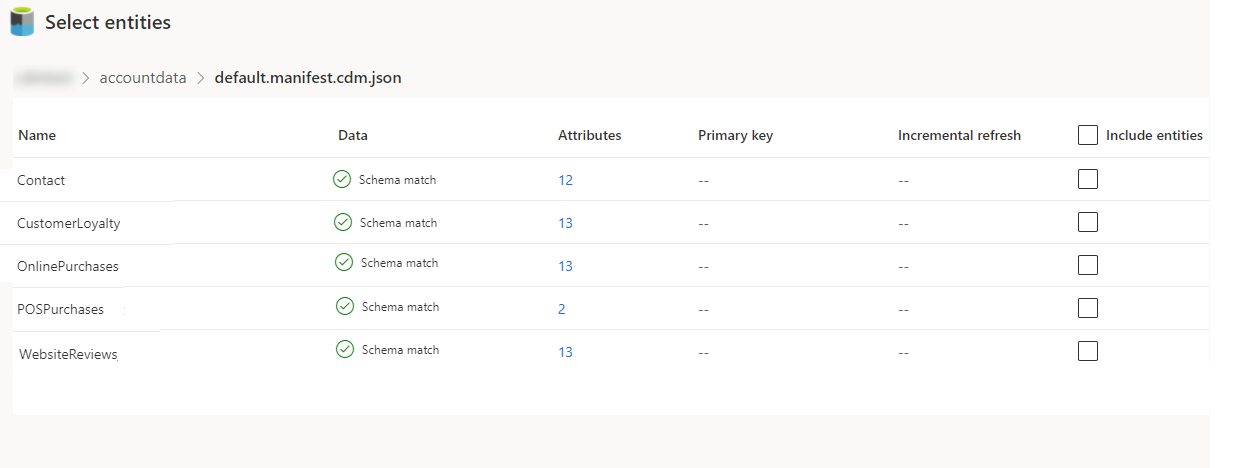 Select entities
accountdata > default.manifest.cdm.json
Name Data Attributes Primary key Incremental refresh Include entities
Contact Schema match 12 -- --
CustomerLoyalty Schema match 13 -- --
OnlinePurchases Schema match 13 -- --
POSPurchases Schema match 2 -- --
WebsiteReviews Schema match 13 -- --